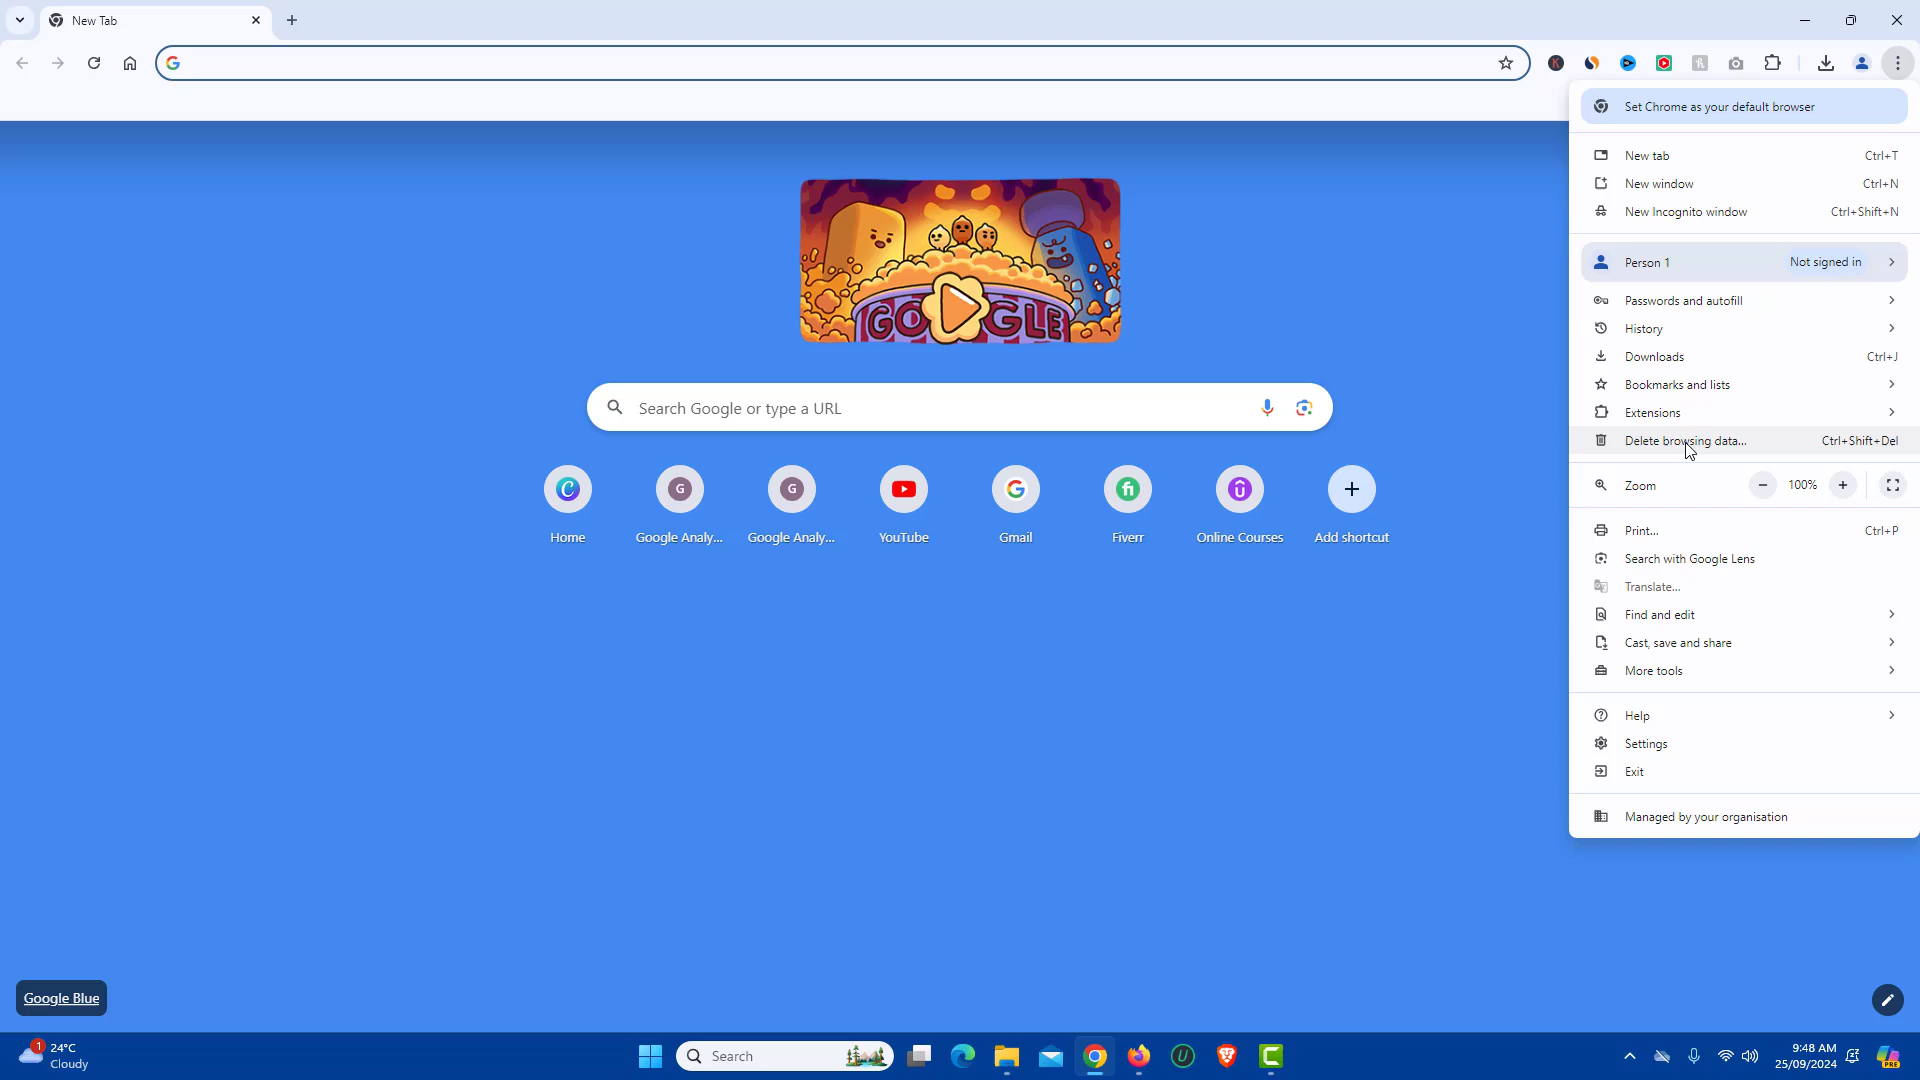 New Tab
Set Chrome as your default browser
New tab Ctrl+T
New window Ctrl+N
New Incognito window Ctrl+Shift+N
Person 1 Not signed in
Passwords and autofill
History
Downloads Ctrl+J
Bookmarks and lists
Extensions
Delete browsing data... Ctrl+Shift+Del
Zoom 100%
Print... Ctrl+P
Search with Google Lens
Translate...
Find and edit
Cast, save and share
More tools
Help
Settings
Exit
Managed by your organisation
GOOGLE
Search Google or type a URL
Home
Google Analy...
Google Analy...
YouTube
Gmail
Fiverr
Online Courses
Add shortcut
Google Blue
1
24°C
Cloudy
Search
9:48 AM
25/09/2024
PRE